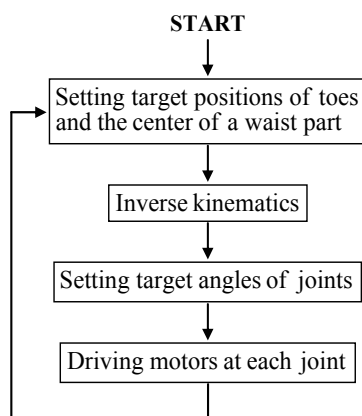 START
Setting target positions of toes
and the center of a waist part
Inverse kinematics
Setting target angles of joints
Driving motors at each joint